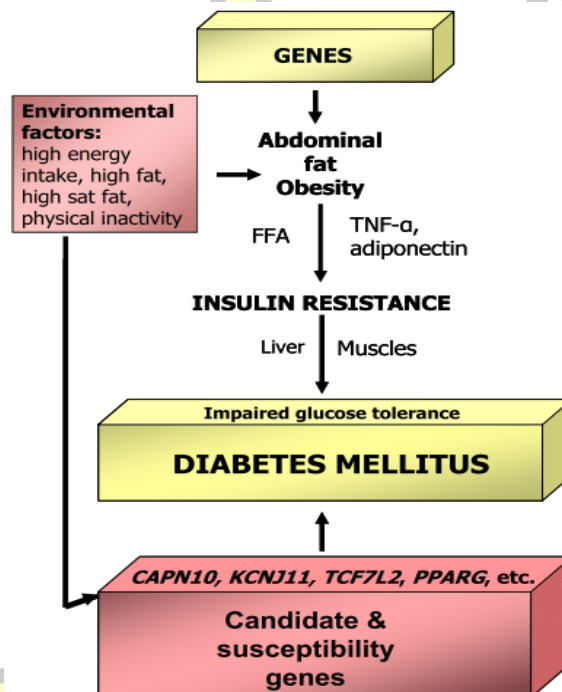 GENES
Environmental
factors:
high energy
intake, high fat,
high sat fat,
physical inactivity
Abdominal
fat
Obesity
FFA
TNF-α,
adiponectin
INSULIN RESISTANCE
Liver
Muscles
Impaired glucose tolerance
DIABETES MELLITUS
CAPN10, KCNJ11, TCF7L2, PPARG, etc.
Candidate &
susceptibility
genes